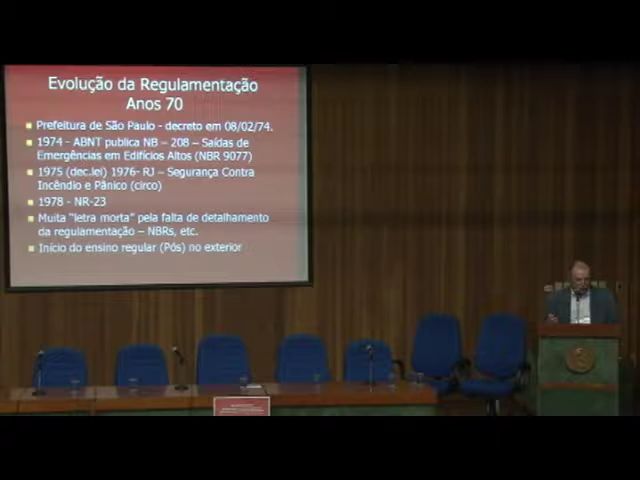 Evolução da Regulamentação
Anos 70
Prefeitura de São Paulo - decreto em 08/02/74.
1974 - ABNT publica NB – 208 – Saídas de
Emergências em Edifícios Altos (NBR 9077)
1975 (dec.lei) 1976- RJ – Segurança Contra
Incêndio e Pânico (circo)
1978 - NR-23
Muita "letra morta" pela falta de detalhamento
da regulamentação – NBRs, etc.
Início do ensino regular (Pós) no exterior